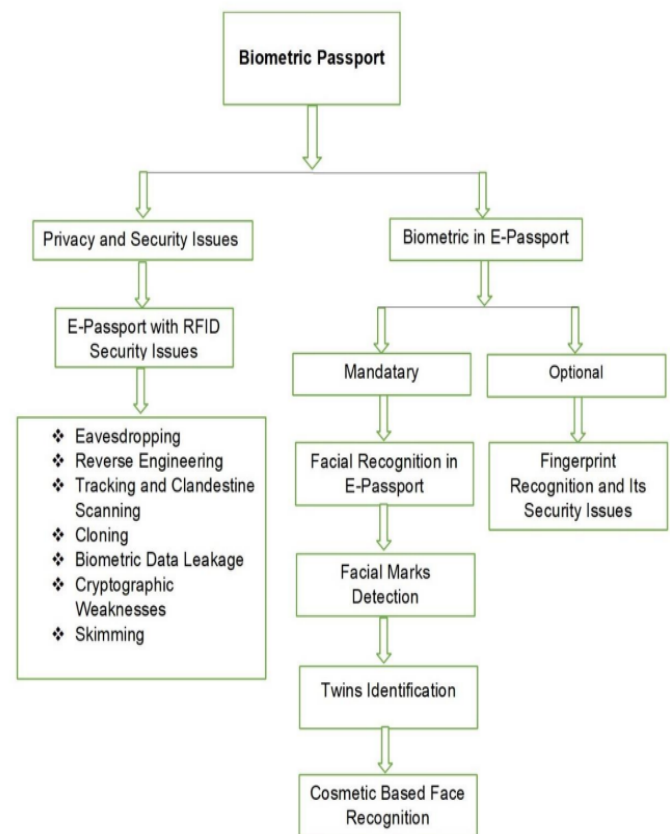 Biometric Passport
Privacy and Security Issues
Biometric in E-Passport
E-Passport with RFID
Security Issues
Mandatary
Optional
❖ Eavesdropping
❖ Reverse Engineering
❖ Tracking and Clandestine
Scanning
❖ Cloning
❖ Biometric Data Leakage
❖ Cryptographic
Weaknesses
❖ Skimming
Facial Recognition in
E-Passport
Fingerprint
Recognition and Its
Security Issues
Facial Marks
Detection
Twins Identification
Cosmetic Based Face
Recognition